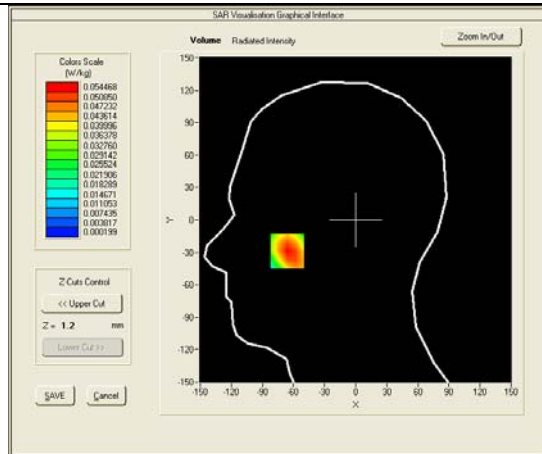 SAR Visualisation Graphical Interface
Volume Radiated Intensity
Zoom In/Out
Colors Scale
(W/kg)
0.054468
0.050850
0.047232
0.043614
0.039996
0.036378
0.032760
0.029142
0.025524
0.021906
0.018289
0.014671
0.011053
0.007435
0.003817
0.000199
Z Cuts Control
<< Upper Cut
Z = 1.2 mm
Lower Cut >>
SAVE Cancel
150
120
90
60
30
0
-30
-60
-90
-120
-150
Y
-150 -120 -90 -60 -30 0 30 60 90 120 150
X